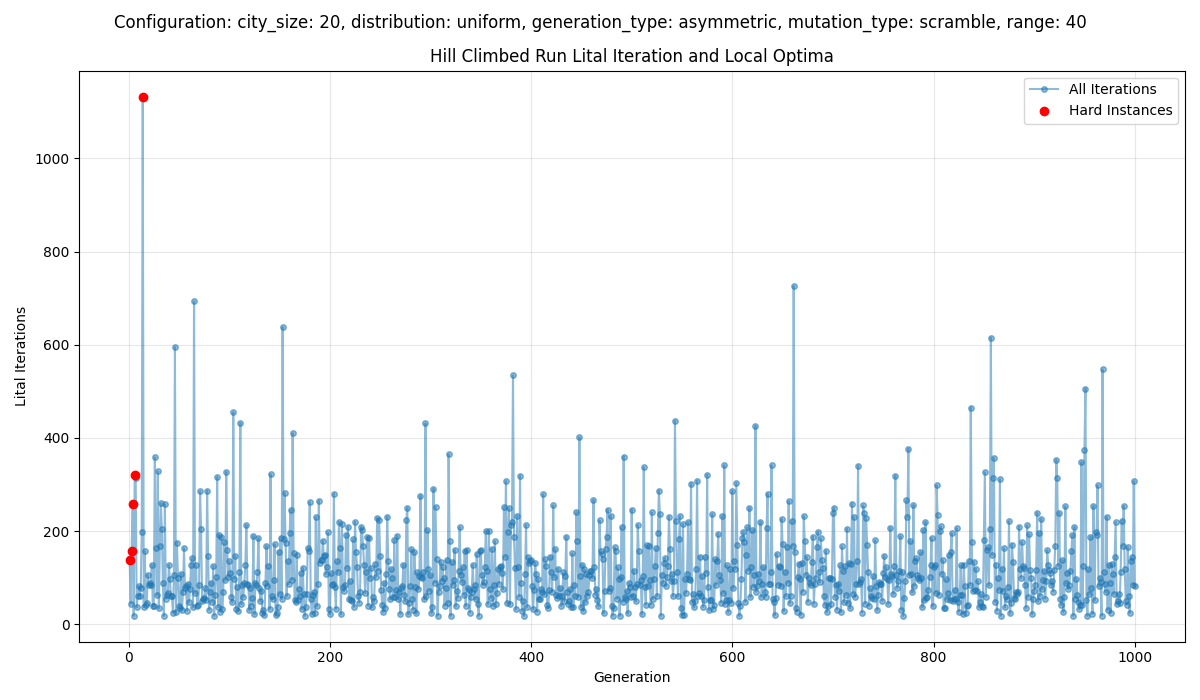 Configuration: city_size: 20, distribution: uniform, generation_type: asymmetric, mutation_type: scramble, range: 40
Hill Climbed Run Lital Iteration and Local Optima
All Iterations
Hard Instances
1000
800
600
400
200
0
Lital Iterations
0 200 400 600 800 1000
Generation